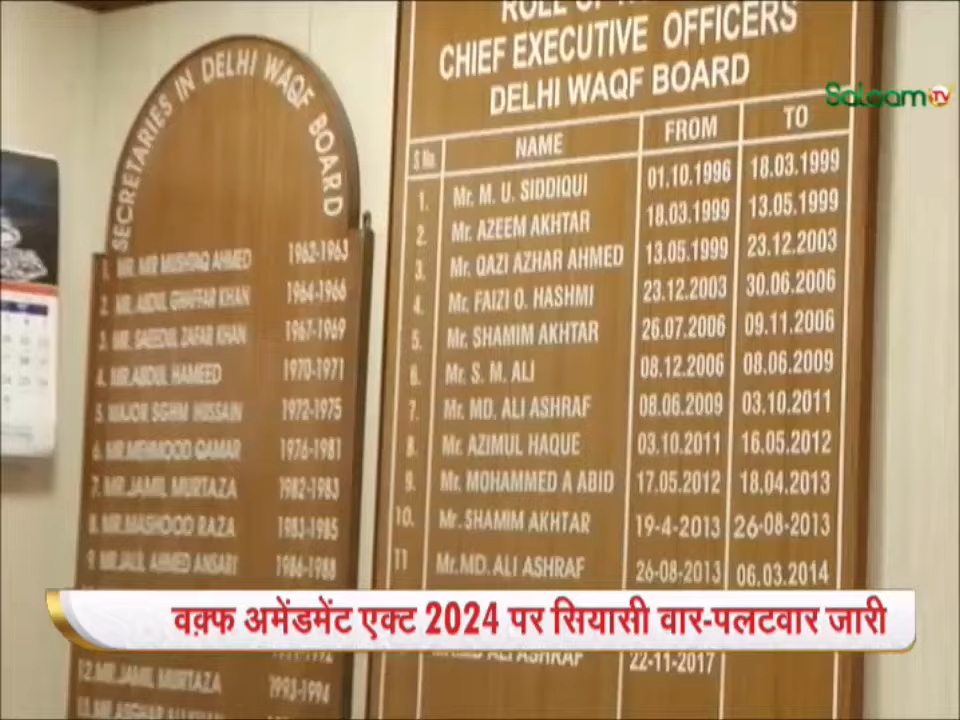 SECRETARIES IN DELHI WAQF BOARD
1. MR. MIR MUSHTAQ AHMED 1962-1963
2. MR. ABDUL GHAFFAR KHAN 1964-1966
3. MR. SAEEDUL ZAFAR KHAN 1967-1969
4. MR. ABDUL HAMEED 1970-1971
5. MAJOR SGHM HUSSAIN 1972-1975
6. MR. MEHMOOD QAMAR 1976-1981
7. MR. JAMIL MURTAZA 1982-1983
8. MR. MASHOOD RAZA 1983-1985
9 MR. JALIL AHMED ANSARI 1986-1988
12. MR. JAMIL MURTAZA 1993-1994
ROLL OF
CHIEF EXECUTIVE OFFICERS
DELHI WAQF BOARD
S No. NAME FROM TO
1. Mr. M. U. SIDDIQUI 01.10.1996 18.03.1999
2. Mr. AZEEM AKHTAR 18.03.1999 13.05.1999
3. Mr. QAZI AZHAR AHMED 13.05.1999 23.12.2003
4. Mr. FAIZI O. HASHMI 23.12.2003 30.06.2006
5. Mr. SHAMIM AKHTAR 26.07.2006 09.11.2006
6. Mr. S. M. ALI 08.12.2006 08.06.2009
7. Mr. MD. ALI ASHRAF 08.06.2009 03.10.2011
8. Mr. AZIMUL HAQUE 03.10.2011 16.05.2012
9. Mr. MOHAMMED A ABID 17.05.2012 18.04.2013
10. Mr. SHAMIM AKHTAR 19-4-2013 26-08-2013
11 Mr. MD. ALI ASHRAF 26-08-2013 06.03.2014
ALI ASHRAF 22-11-2017
Salaam TV
वक़्फ अमेंडमेंट एक्ट 2024 पर सियासी वार-पलटवार जारी